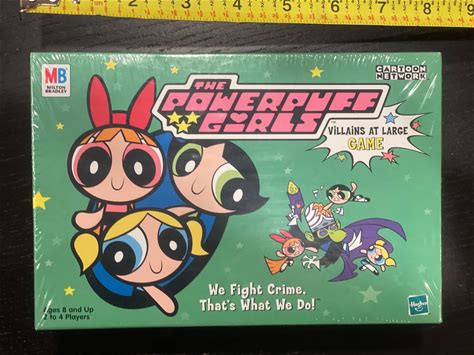 MB
MILTON
BRADLEY
THE
POWERPUFF
GIRLS
CARTOON
NETWORK
VILLAINS AT LARGE
GAME
We Fight Crime.
That's What We Do!
Ages 8 and Up
2 to 4 Players
Hasbro